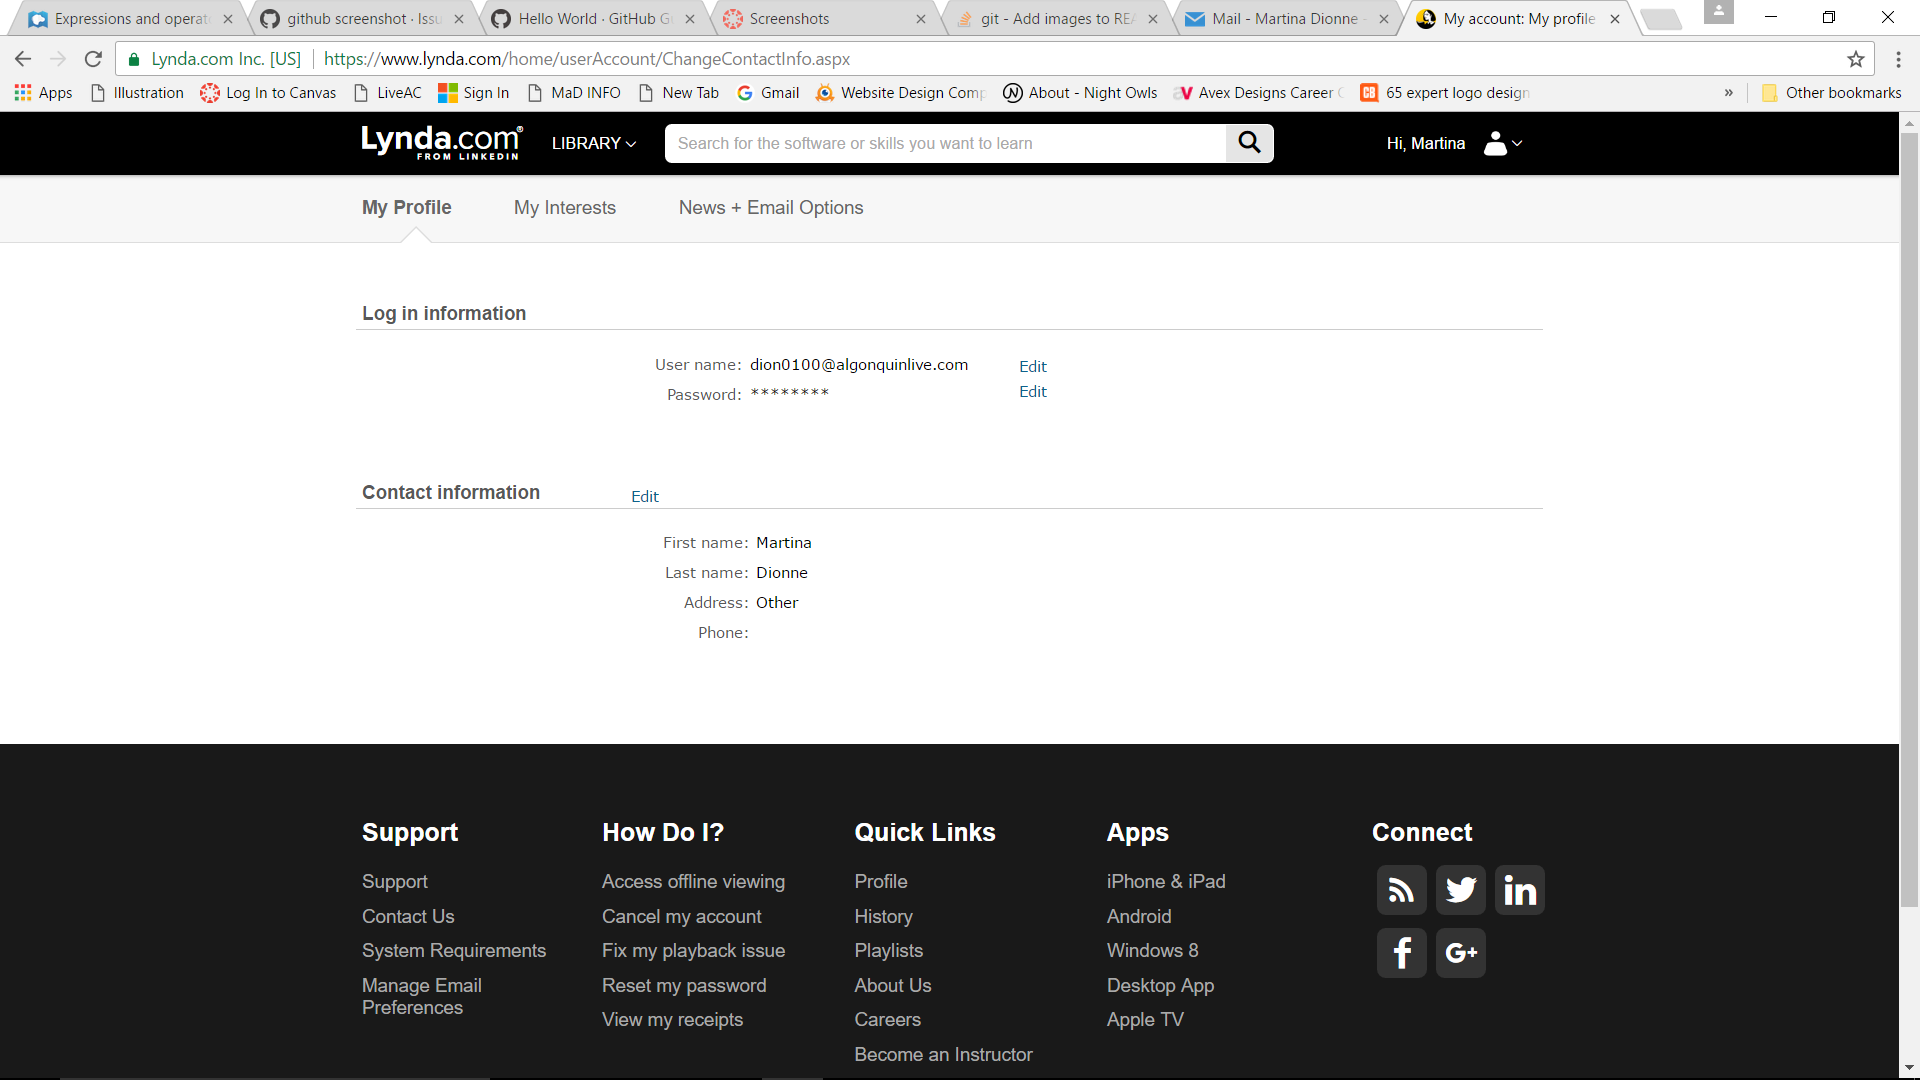 Expressions and operat
github screenshot · Issu
Hello World · GitHub G
Screenshots
git - Add images to REA
Mail - Martina Dionne
My account: My profile
Lynda.com Inc. [US] https://www.lynda.com/home/userAccount/ChangeContactInfo.aspx
Apps Illustration Log In to Canvas LiveAC Sign In MaD INFO New Tab Gmail Website Design Comp About - Night Owls Avex Designs Career 65 expert logo design » Other bookmarks
Lynda.com® LIBRARY Search for the software or skills you want to learn Hi, Martina
FROM LINKEDIN
My Profile My Interests News + Email Options
Log in information
User name: dion0100@algonquinlive.com Edit
Password: ******** Edit
Contact information Edit
First name: Martina
Last name: Dionne
Address: Other
Phone:
Support
Support
Contact Us
System Requirements
Manage Email
Preferences
How Do I?
Access offline viewing
Cancel my account
Fix my playback issue
Reset my password
View my receipts
Quick Links
Profile
History
Playlists
About Us
Careers
Become an Instructor
Apps
iPhone & iPad
Android
Windows 8
Desktop App
Apple TV
Connect
in
f G+